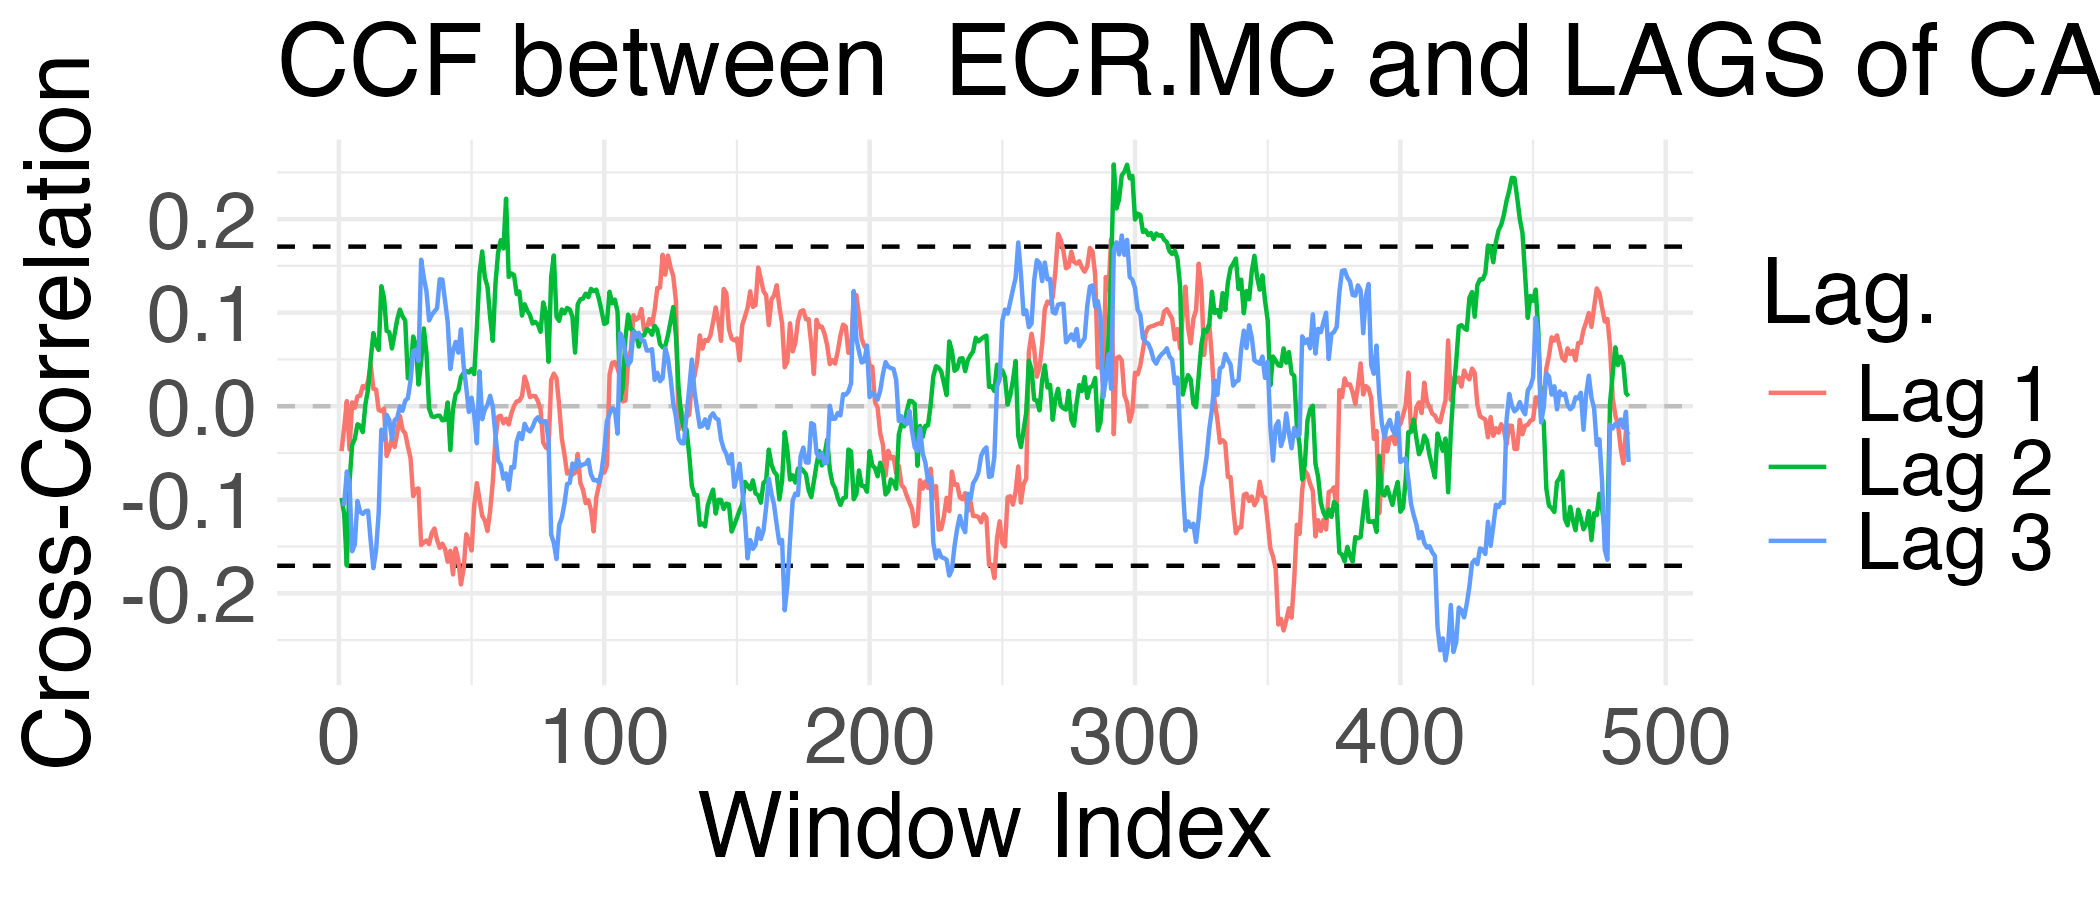 CCF between  ECR.MC and LAGS of CA
Cross-Correlation
0.2
0.1
0.0
-0.1
-0.2
0 100 200 300 400 500
Window Index
Lag.
Lag 1
Lag 2
Lag 3